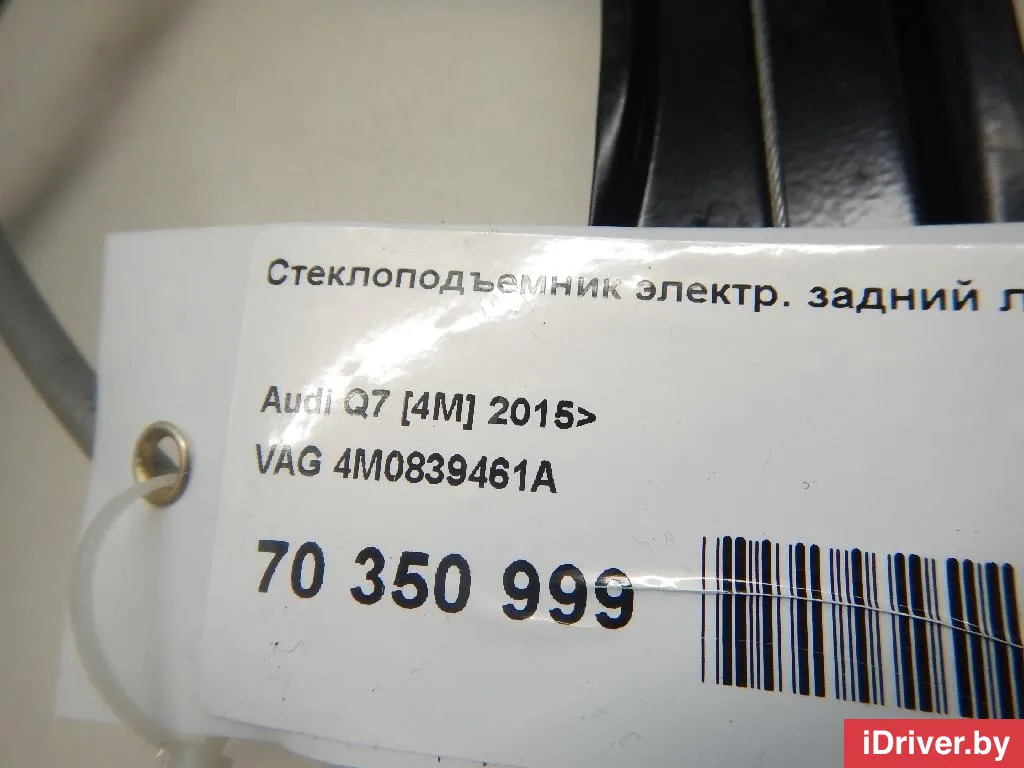 Стеклоподъемник электр. задний
Audi Q7 [4M] 2015>
VAG 4M0839461A
70 350 999
iDriver.by